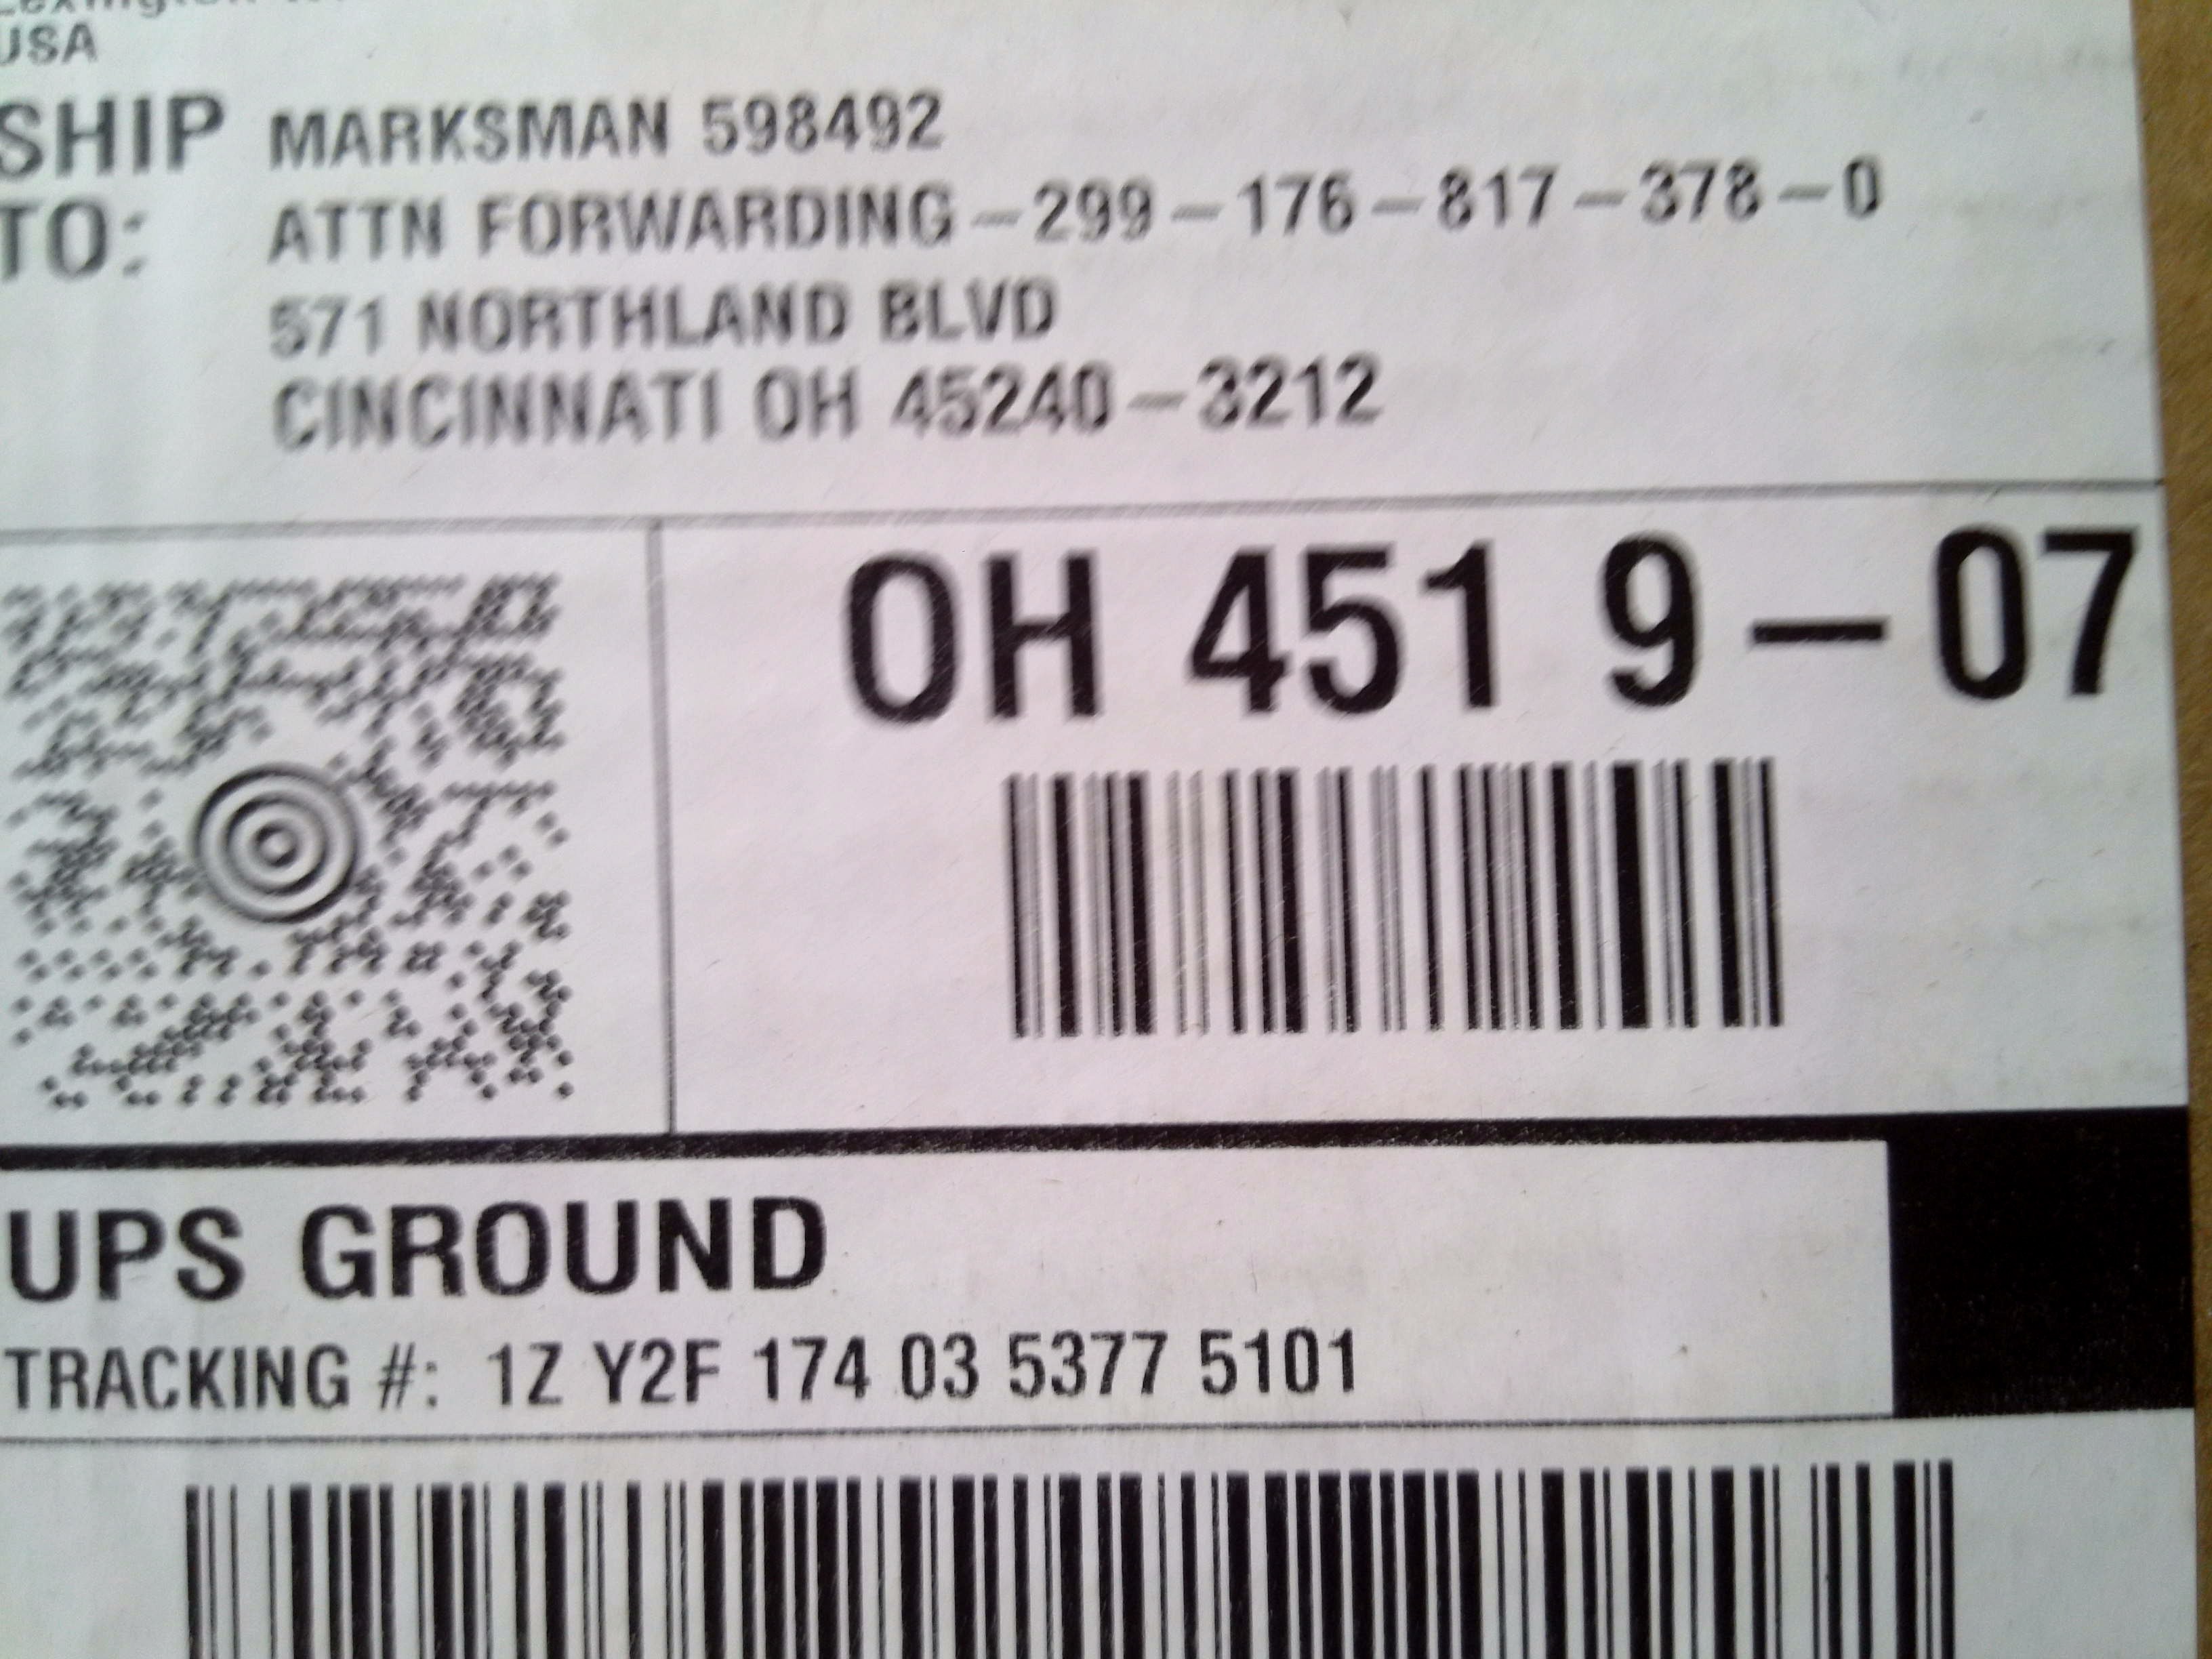 USA
SHIP TO: MARKSMAN 598492
ATTN FORWARDING-299-176-817-378-0
571 NORTHLAND BLVD
CINCINNATI OH 45240-3212
OH 451 9-07
UPS GROUND
TRACKING #: 1Z Y2F 174 03 5377 5101